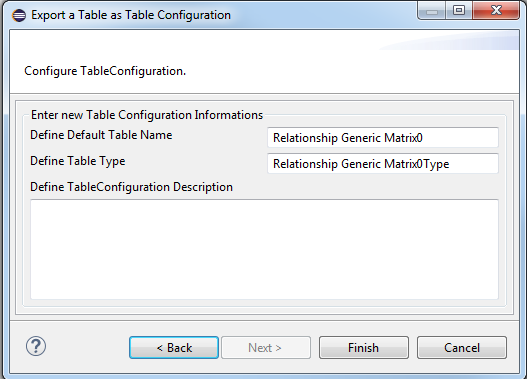 Export a Table as Table Configuration
Configure TableConfiguration.
Enter new Table Configuration Informations
Define Default Table Name
Relationship Generic Matrix0
Define Table Type
Relationship Generic Matrix0Type
Define TableConfiguration Description
?
< Back
Next >
Finish
Cancel